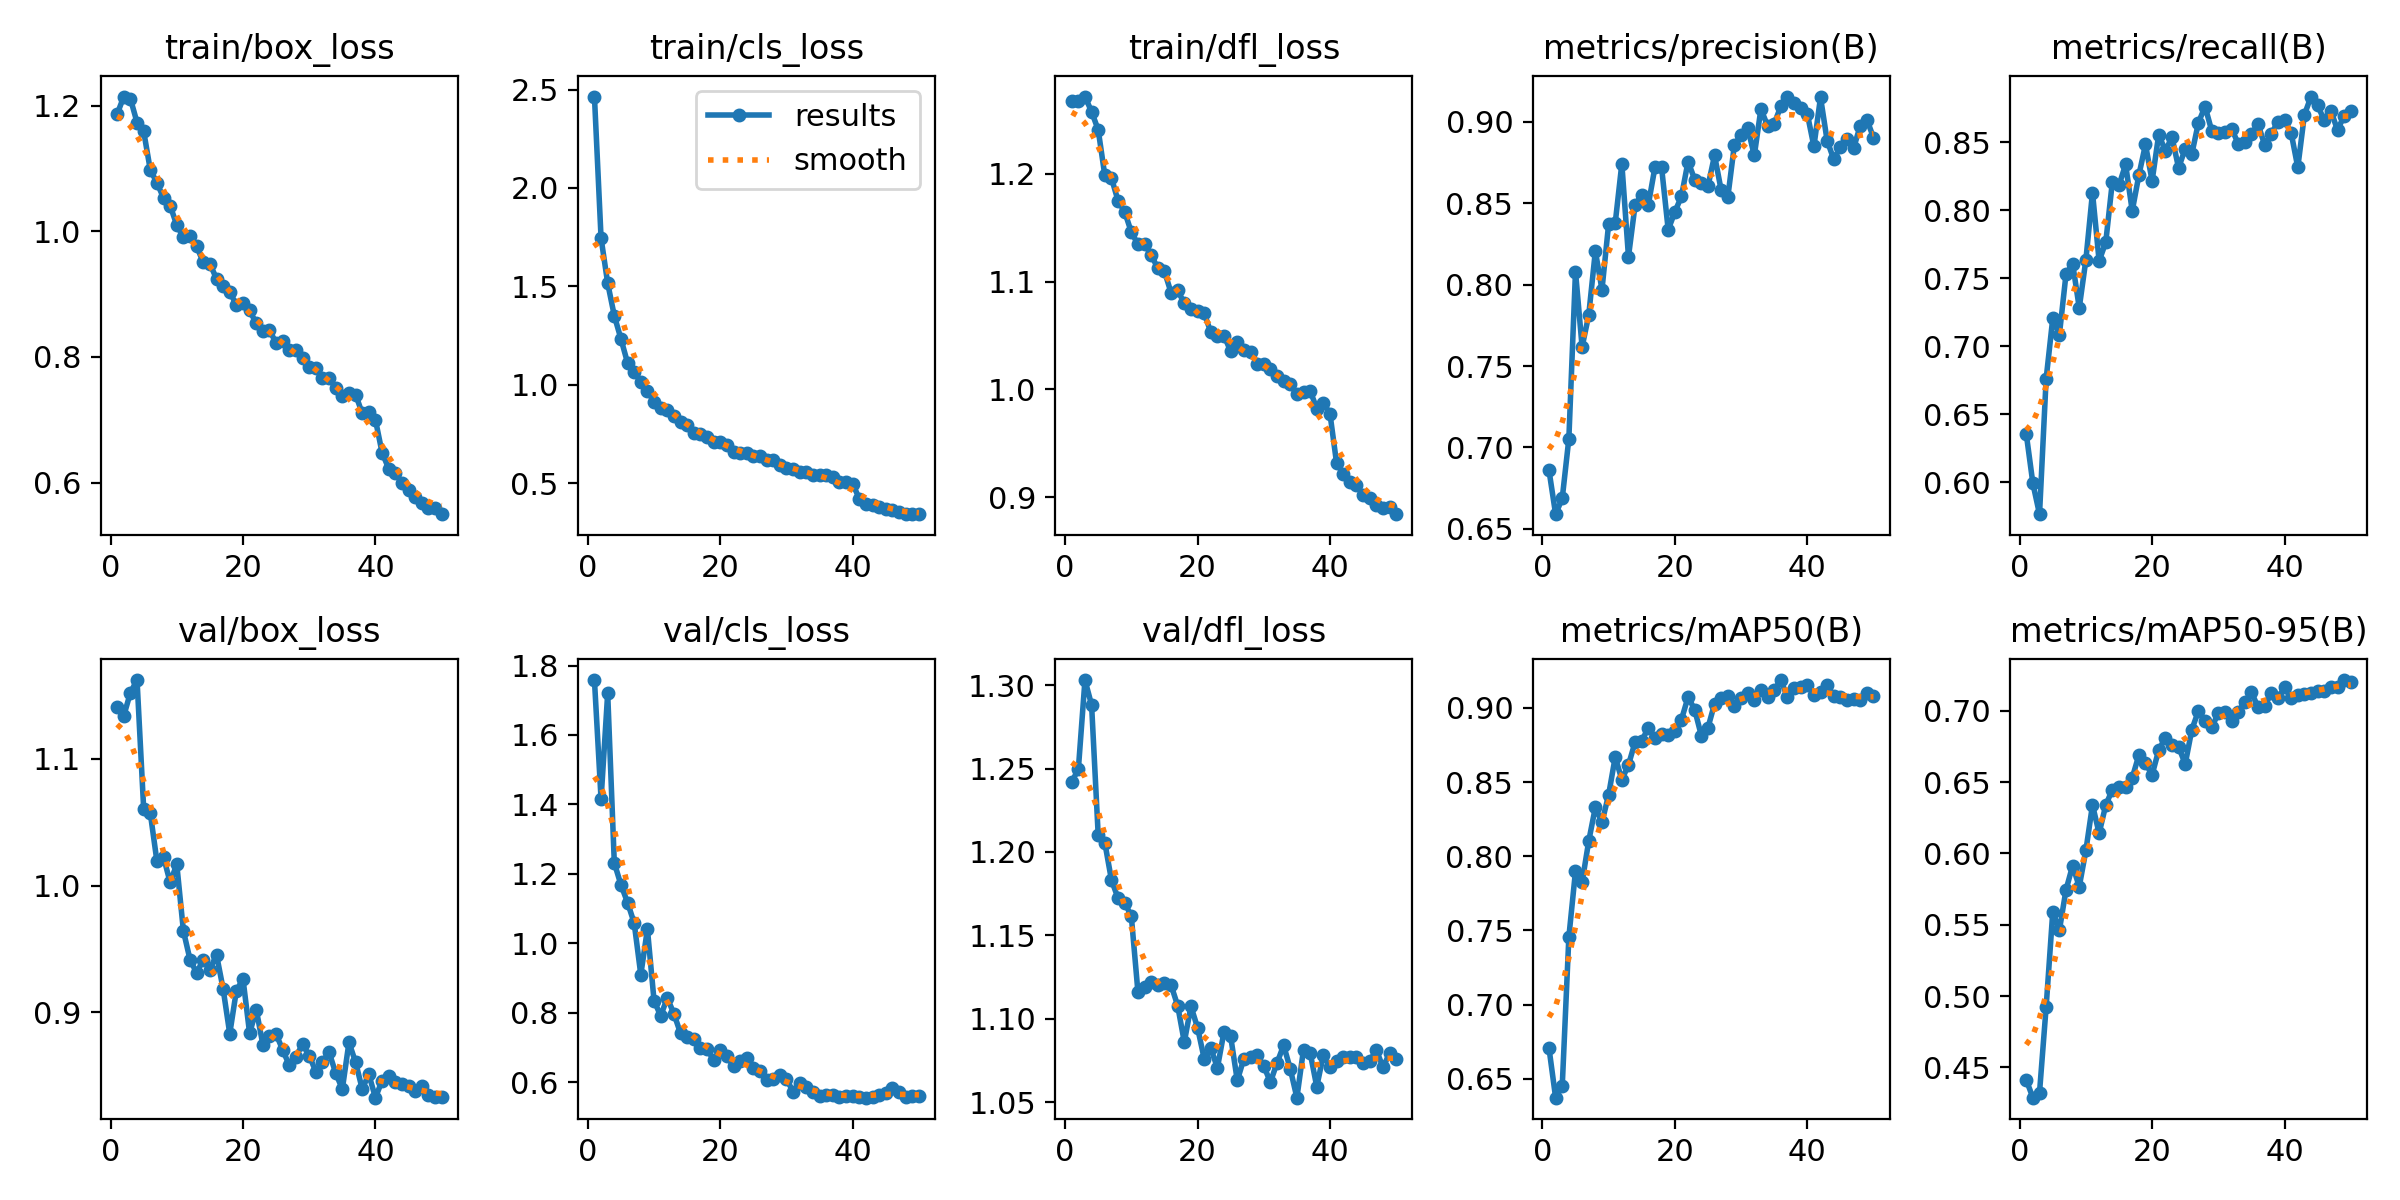 train/box_loss
1.2
1.0
0.8
0.6
0 20 40
train/cls_loss
results
smooth
2.5
2.0
1.5
1.0
0.5
0 20 40
train/dfl_loss
1.2
1.1
1.0
0.9
0 20 40
metrics/precision(B)
0.90
0.85
0.80
0.75
0.70
0.65
0 20 40
metrics/recall(B)
0.85
0.80
0.75
0.70
0.65
0.60
0 20 40
val/box_loss
1.1
1.0
0.9
0 20 40
val/cls_loss
1.8
1.6
1.4
1.2
1.0
0.8
0.6
0 20 40
val/dfl_loss
1.30
1.25
1.20
1.15
1.10
1.05
0 20 40
metrics/mAP50(B)
0.90
0.85
0.80
0.75
0.70
0.65
0 20 40
metrics/mAP50-95(B)
0.70
0.65
0.60
0.55
0.50
0.45
0 20 40